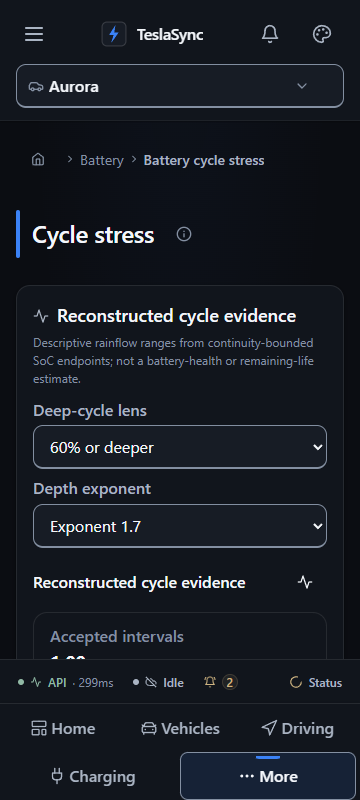 TeslaSync
Aurora
Battery
Battery cycle stress
Cycle stress
Reconstructed cycle evidence
Descriptive rainflow ranges from continuity-bounded
SoC endpoints; not a battery-health or remaining-life
estimate.
Deep-cycle lens
60% or deeper
Depth exponent
Exponent 1.7
Reconstructed cycle evidence
Accepted intervals
API · 299ms
Idle
2
Status
Home
Vehicles
Driving
Charging
More